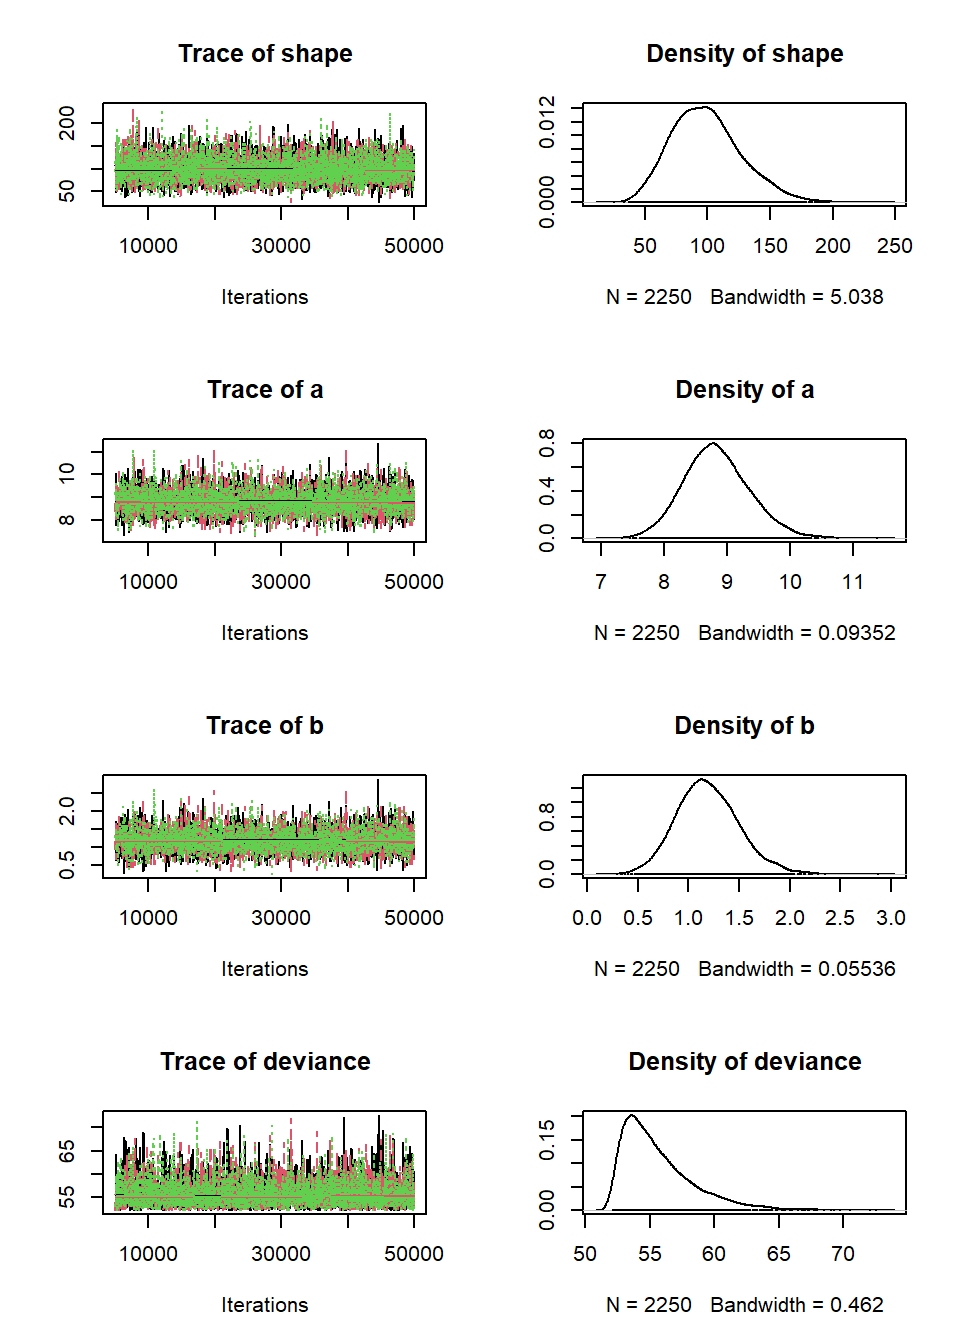 Trace of shape
200
50
10000 30000 50000
Iterations
Density of shape
0.012
0.000
50 100 150 200 250
N = 2250 Bandwidth = 5.038
Trace of a
10
8
10000 30000 50000
Iterations
Density of a
0.8
0.4
0.0
7 8 9 10 11
N = 2250 Bandwidth = 0.09352
Trace of b
2.0
0.5
10000 30000 50000
Iterations
Density of b
0.8
0.0
0.0 0.5 1.0 1.5 2.0 2.5 3.0
N = 2250 Bandwidth = 0.05536
Trace of deviance
65
55
10000 30000 50000
Iterations
Density of deviance
0.15
0.00
50 55 60 65 70
N = 2250 Bandwidth = 0.462